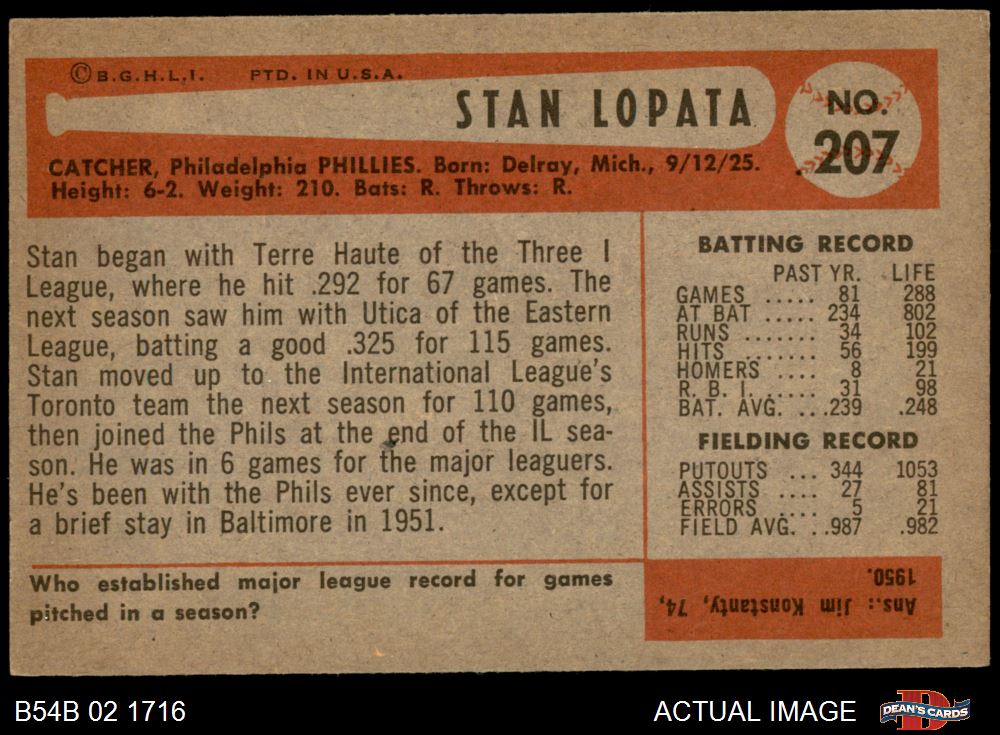 ©B.G.H.L.I. PTD. IN U.S.A.
STAN LOPATA
NO.
207
CATCHER, Philadelphia PHILLIES. Born: Delray, Mich., 9/12/25.
Height: 6-2. Weight: 210. Bats: R. Throws: R.
Stan began with Terre Haute of the Three I
League, where he hit .292 for 67 games. The
next season saw him with Utica of the Eastern
League, batting a good .325 for 115 games.
Stan moved up to the International League's
Toronto team the next season for 110 games,
then joined the Phils at the end of the IL sea-
son. He was in 6 games for the major leaguers.
He's been with the Phils ever since, except for
a brief stay in Baltimore in 1951.
BATTING RECORD
PAST YR. LIFE
GAMES ..... 81 288
AT BAT ..... 234 802
RUNS ....... 34 102
HITS ....... 56 199
HOMERS .... 8 21
R. B. I. ..... 31 98
BAT. AVG. ... .239 .248
FIELDING RECORD
PUTOUTS ... 344 1053
ASSISTS .... 27 81
ERRORS .... 5 21
FIELD AVG. .. .987 .982
Who established major league record for games
pitched in a season?
Ans.: Jim Konstanty, 74,
1950.
B54B 02 1716
ACTUAL IMAGE
DEAN'S CARDS